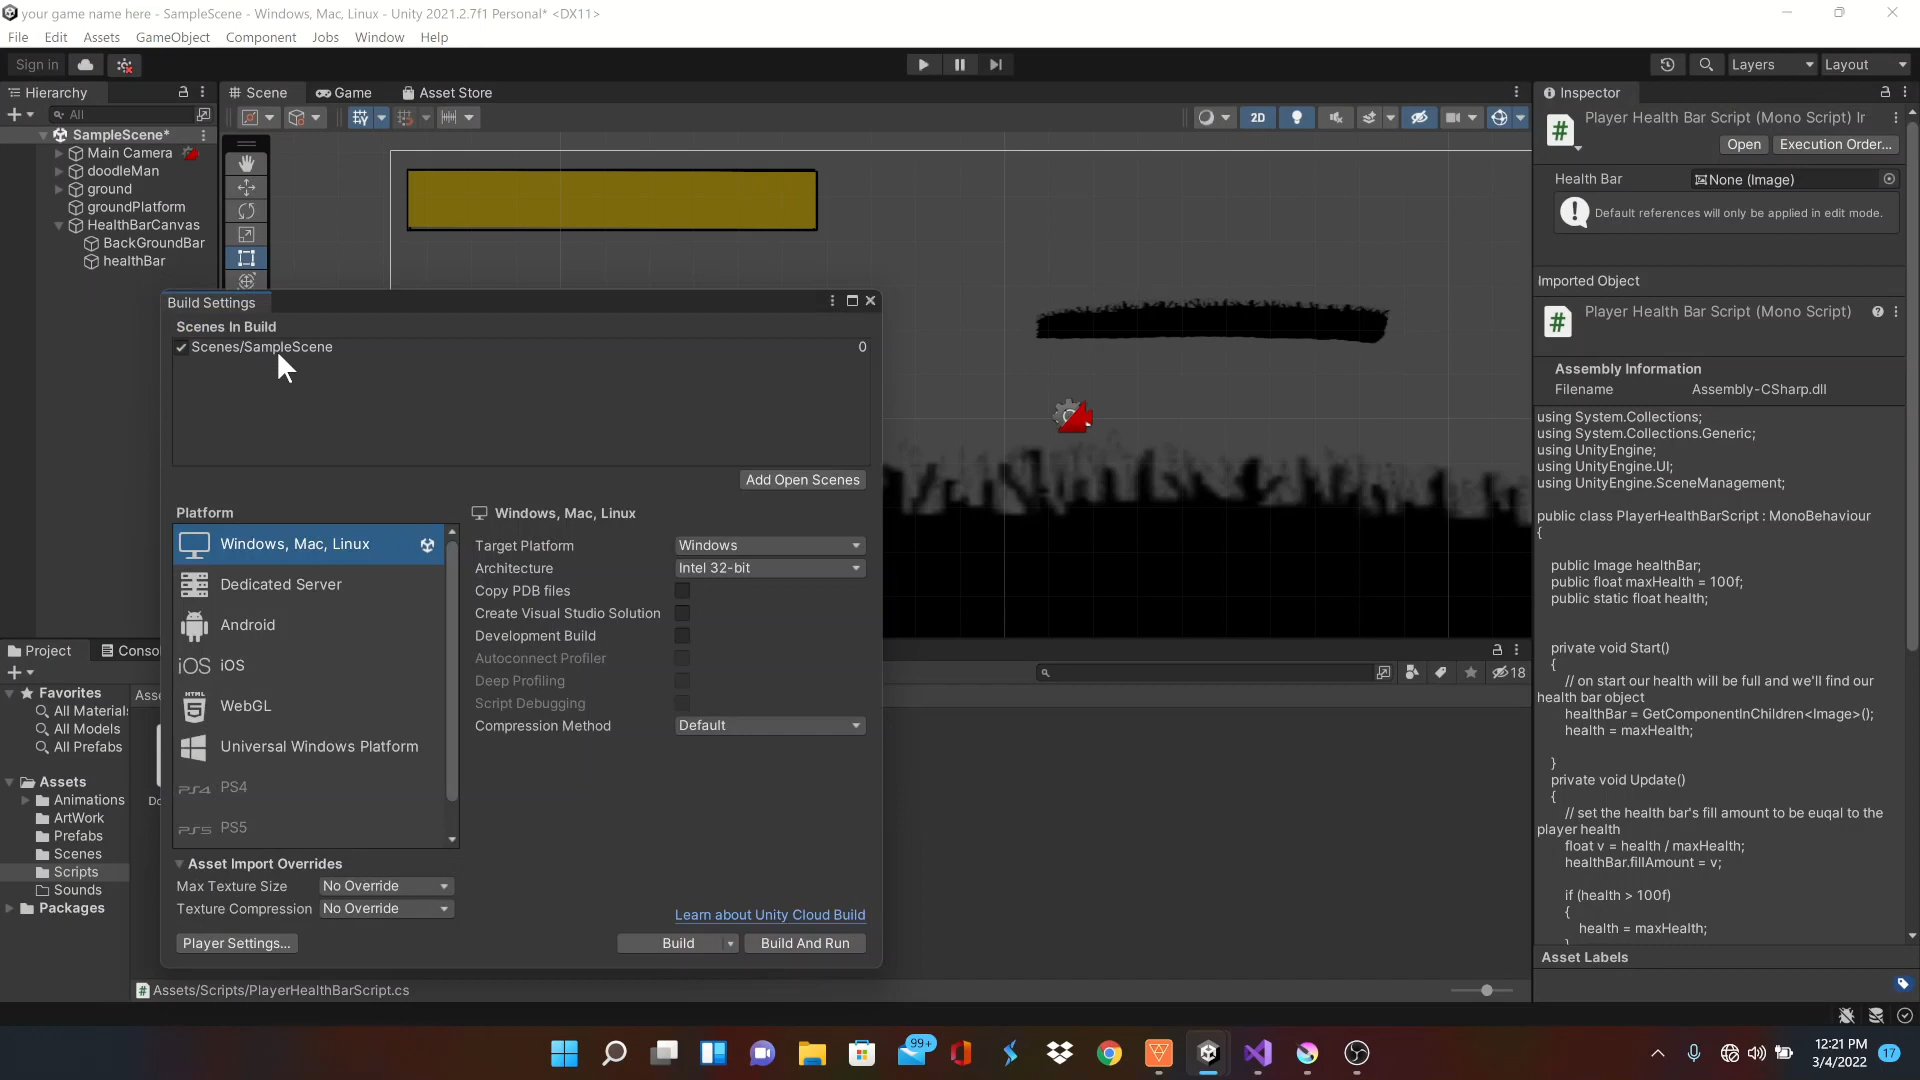 your game name here - SampleScene - Windows, Mac, Linux - Unity 2021.2.7f1 Personal* <DX11>
File Edit Assets GameObject Component Jobs Window Help
Sign in
Layers
Layout
Hierarchy
Scene
Game
Asset Store
Inspector
All
2D
SampleScene*
Main Camera
doodleMan
ground
groundPlatform
HealthBarCanvas
BackGroundBar
healthBar
Player Health Bar Script (Mono Script) Ir
Open
Execution Order...
Health Bar
None (Image)
Default references will only be applied in edit mode.
Imported Object
Player Health Bar Script (Mono Script)
Assembly Information
Filename Assembly-CSharp.dll
using System.Collections;
using System.Collections.Generic;
using UnityEngine;
using UnityEngine.UI;
using UnityEngine.SceneManagement;
public class PlayerHealthBarScript : MonoBehaviour
{
public Image healthBar;
public float maxHealth = 100f;
public static float health;
private void Start()
{
// on start our health will be full and we'll find our
health bar object
healthBar = GetComponentInChildren<Image>();
health = maxHealth;
}
private void Update()
{
// set the health bar's fill amount to be euqal to the
player health
float v = health / maxHealth;
healthBar.fillAmount = v;
if (health > 100f)
{
health = maxHealth;
}
Asset Labels
Build Settings
Scenes In Build
Scenes/SampleScene 0
Add Open Scenes
Platform
Windows, Mac, Linux
Dedicated Server
Android
iOS iOS
HTML
5
WebGL
Universal Windows Platform
PS4
PS5
Windows, Mac, Linux
Target Platform Windows
Architecture Intel 32-bit
Copy PDB files
Create Visual Studio Solution
Development Build
Autoconnect Profiler
Deep Profiling
Script Debugging
Compression Method Default
Asset Import Overrides
Max Texture Size No Override
Texture Compression No Override
Learn about Unity Cloud Build
Player Settings...
Build
Build And Run
Project
Conso
18
Favorites
All Material
All Models
All Prefabs
Assets
Animations
ArtWork
Prefabs
Scenes
Scripts
Sounds
Packages
Ass
Do
Assets/Scripts/PlayerHealthBarScript.cs
99+
12:21 PM
3/4/2022
17